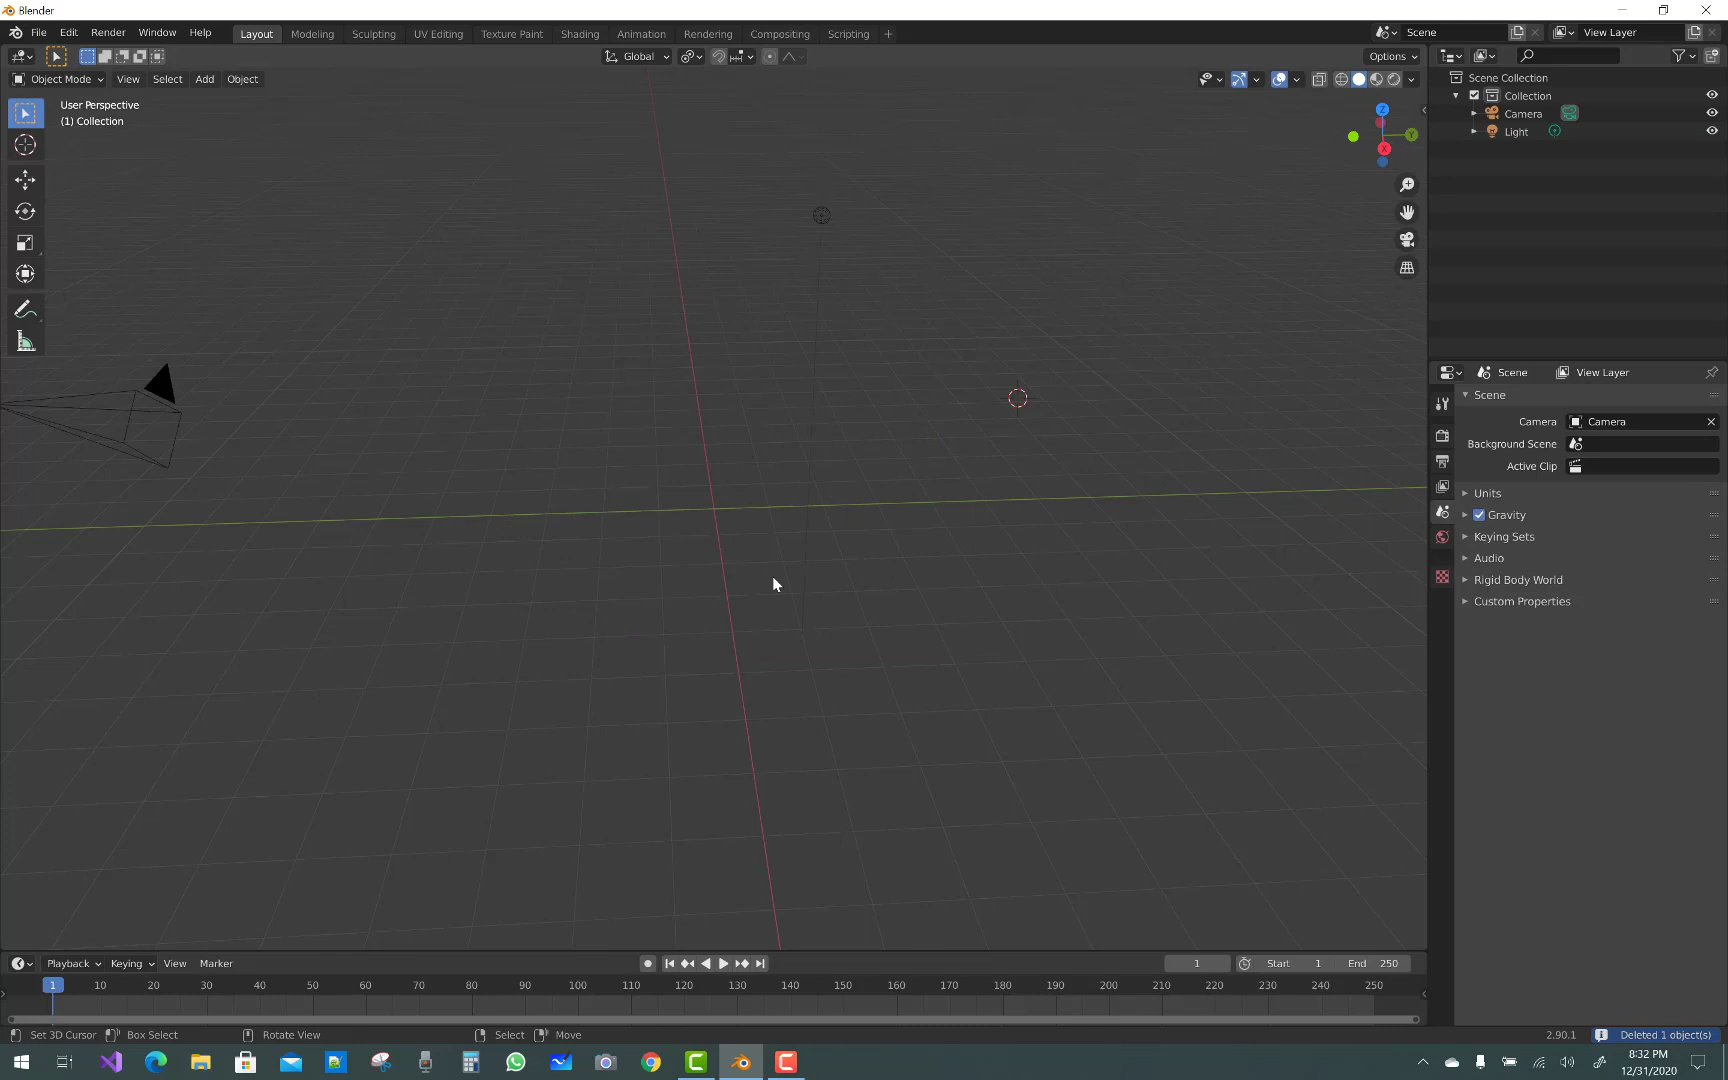 Blender
File Edit Render Window Help
Layout Modeling Sculpting UV Editing Texture Paint Shading Animation Rendering Compositing Scripting +
Scene View Layer
Global Options
Object Mode View Select Add Object
User Perspective
(1) Collection
Z
Y
X
Scene Collection
Collection
Camera
Light
Scene View Layer
Scene
Camera Camera
Background Scene
Active Clip
Units
Gravity
Keying Sets
Audio
Rigid Body World
Custom Properties
Playback Keying View Marker
1 Start 1 End 250
1 10 20 30 40 50 60 70 80 90 100 110 120 130 140 150 160 170 180 190 200 210 220 230 240 250
Set 3D Cursor Box Select Rotate View Select Move
2.90.1 Deleted 1 object(s)
8:32 PM
12/31/2020